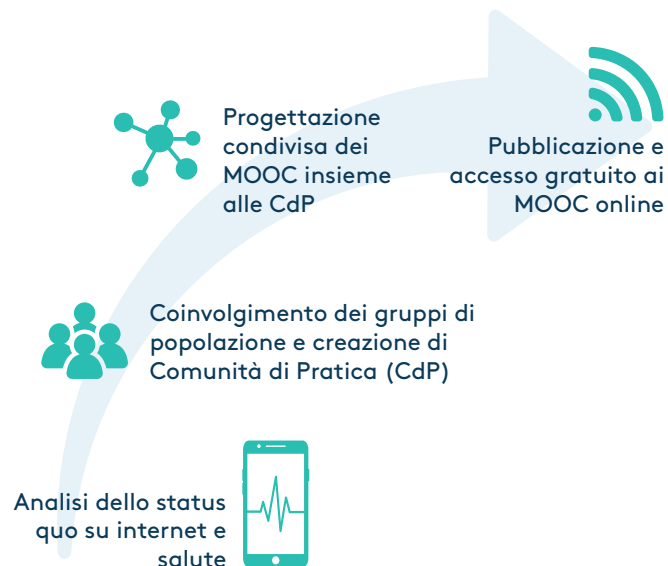 Progettazione
condivisa dei
MOOC insieme
alle CdP
Pubblicazione e
accesso gratuito ai
MOOC online
Coinvolgimento dei gruppi di
popolazione e creazione di
Comunità di Pratica (CdP)
Analisi dello status
quo su internet e
salute